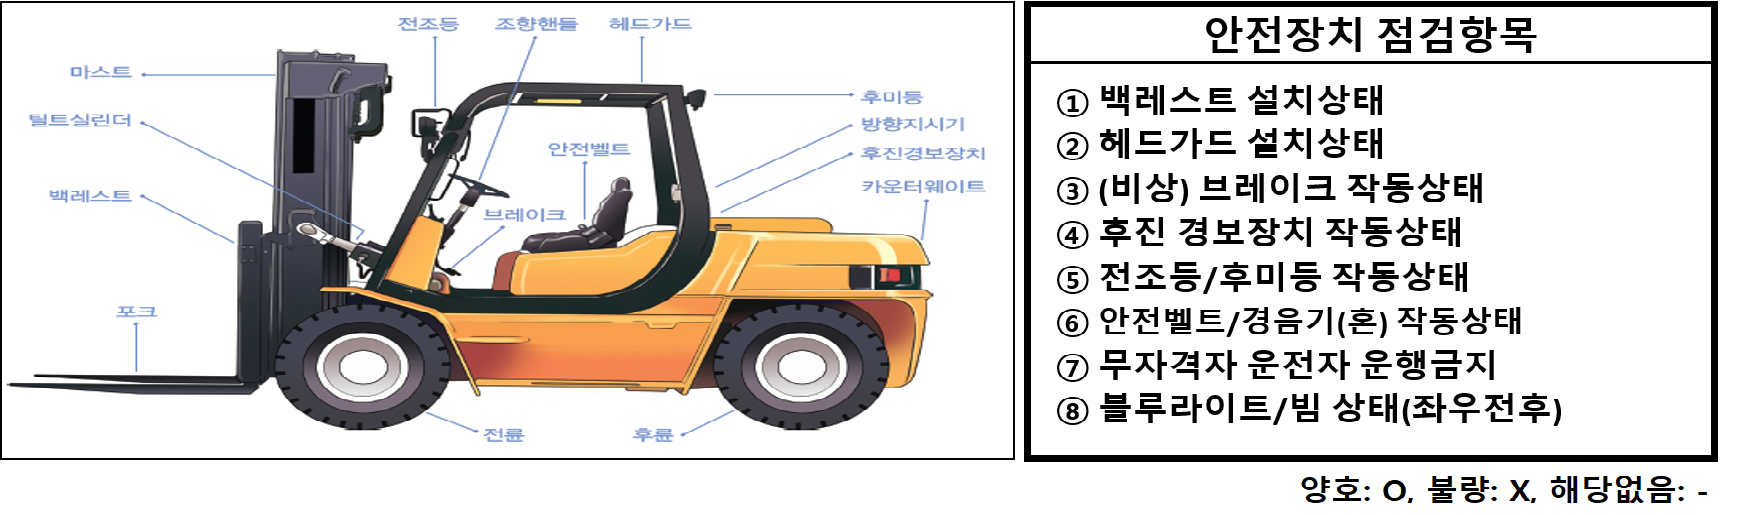 전조등
조향핸들
헤드가드
마스트
후미등
틸트실린더
방향지시기
안전벨트
후진경보장치
백레스트
카운터웨이트
브레이크
포크
전륜
후륜
안전장치 점검항목
① 백레스트 설치상태
② 헤드가드 설치상태
③ (비상) 브레이크 작동상태
④ 후진 경보장치 작동상태
⑤ 전조등/후미등 작동상태
⑥ 안전벨트/경음기(혼) 작동상태
⑦ 무자격자 운전자 운행금지
⑧ 블루라이트/빔 상태(좌우전후)
양호: O, 불량: X, 해당없음: -